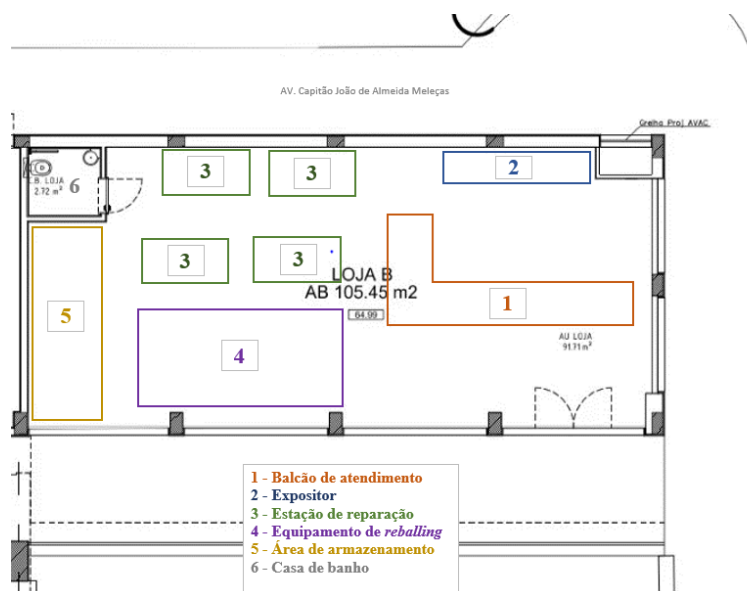 AV. Capitão João de Almeida Meleças
Grelha Proj AVAC
3
3
2
I.B. LOJA
2.72 m²
6
3
3
LOJA B
AB 105.45 m2
64.99
1
5
4
AU LOJA
91.71 m²
1 - Balcão de atendimento
2 - Expositor
3 - Estação de reparação
4 - Equipamento de reballing
5 - Área de armazenamento
6 - Casa de banho